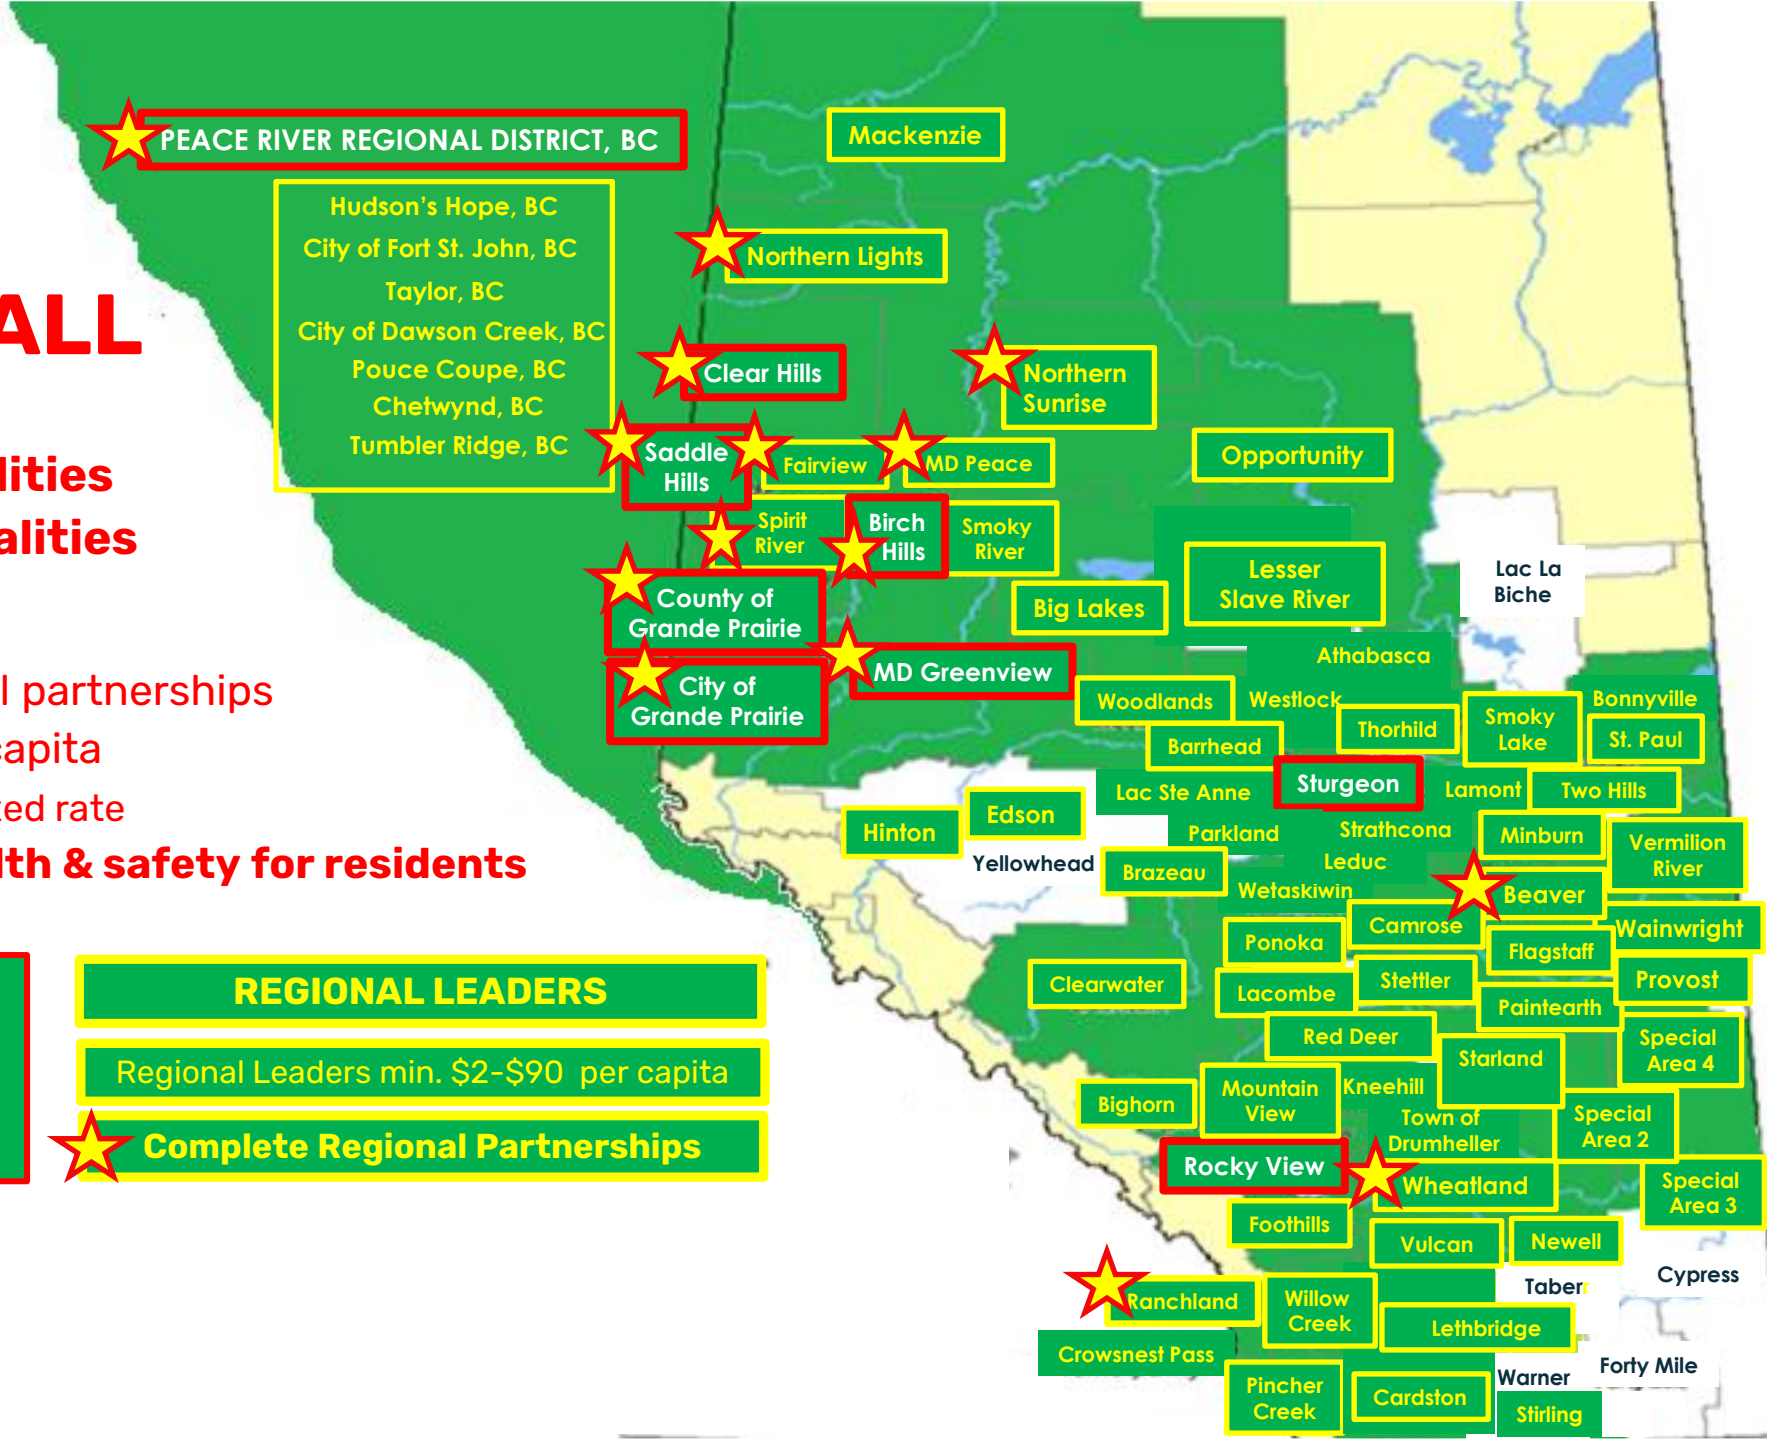 PEACE RIVER REGIONAL DISTRICT, BC
Hudson's Hope, BC
City of Fort St. John, BC
Taylor, BC
City of Dawson Creek, BC
Pouce Coupe, BC
Chetwynd, BC
Tumbler Ridge, BC
Mackenzie
Northern Lights
Clear Hills
Northern
Sunrise
Saddle
Hills
Fairview
MD Peace
Opportunity
Spirit
River
Birch
Hills
Smoky
River
County of
Grande Prairie
Big Lakes
Lesser
Slave River
Lac La
Biche
City of
Grande Prairie
MD Greenview
Athabasca
Woodlands
Westlock
Thorhild
Smoky
Lake
Bonnyville
St. Paul
Barrhead
Lac Ste Anne
Sturgeon
Lamont
Two Hills
Hinton
Edson
Parkland
Strathcona
Minburn
Vermilion
River
Yellowhead
Brazeau
Leduc
Wetaskiwin
Beaver
Camrose
Wainwright
Ponoka
Flagstaff
Clearwater
Lacombe
Stettler
Provost
Paintearth
Red Deer
Starland
Special
Area 4
Bighorn
Mountain
View
Kneehill
Town of
Drumheller
Special
Area 2
Rocky View
Wheatland
Special
Area 3
Foothills
Vulcan
Newell
Cypress
Taberr
Ranchland
Willow
Creek
Lethbridge
Crowsnest Pass
Warner
Forty Mile
Pincher
Creek
Cardston
Stirling
ALL
lities
alities
l partnerships
capita
ed rate
lth & safety for residents
REGIONAL LEADERS
Regional Leaders min. $2-$90 per capita
Complete Regional Partnerships